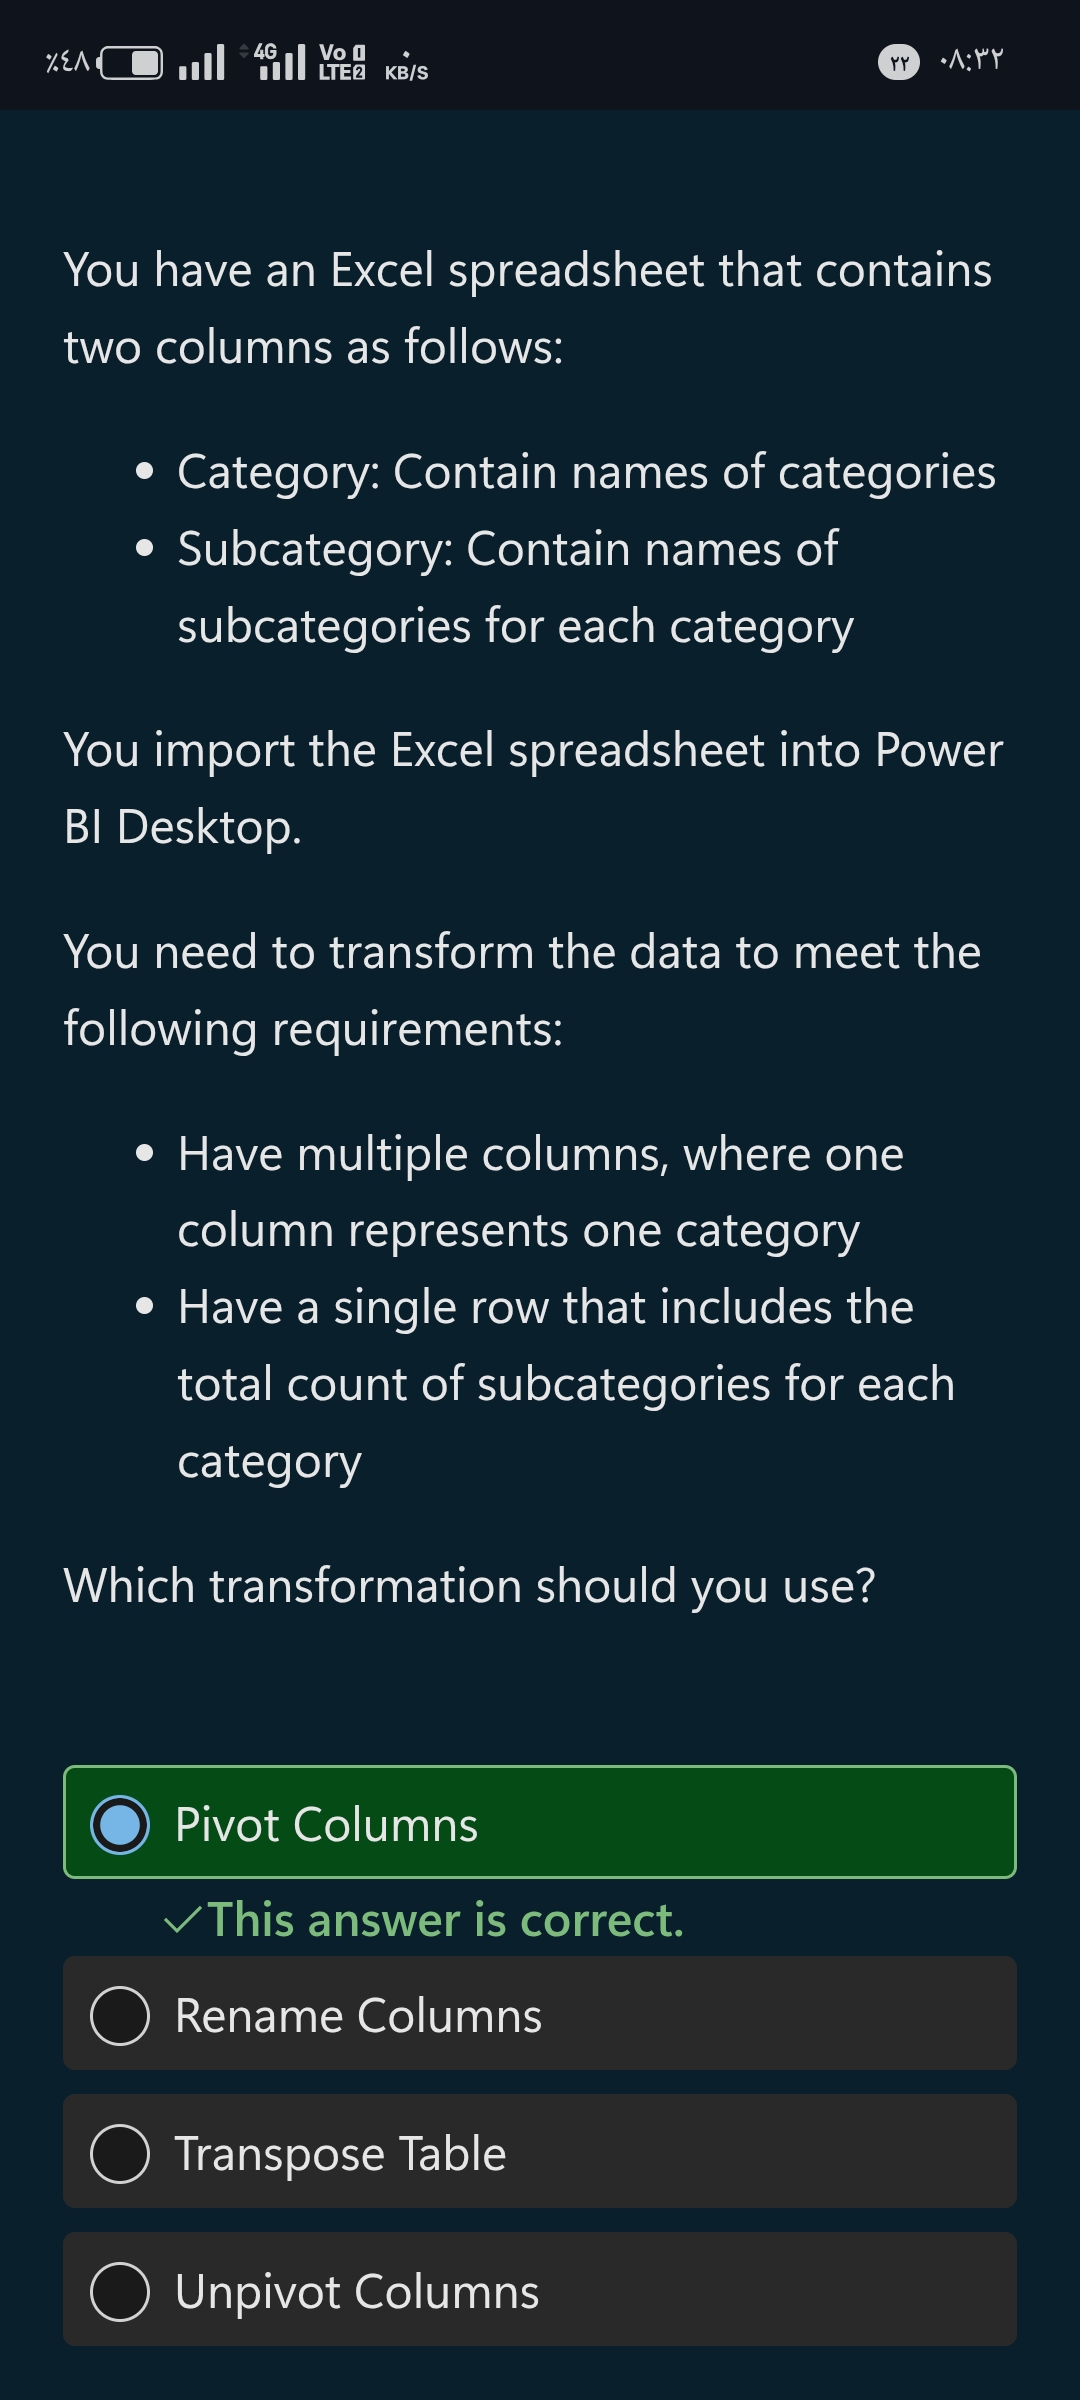 ٪٤٨ 4G Vo 1 LTE 2 ٠ KB/S ٢٢ ٠٨:٣٢
You have an Excel spreadsheet that contains
two columns as follows:
• Category: Contain names of categories
• Subcategory: Contain names of
subcategories for each category
You import the Excel spreadsheet into Power
BI Desktop.
You need to transform the data to meet the
following requirements:
• Have multiple columns, where one
column represents one category
• Have a single row that includes the
total count of subcategories for each
category
Which transformation should you use?
Pivot Columns
✓This answer is correct.
Rename Columns
Transpose Table
Unpivot Columns